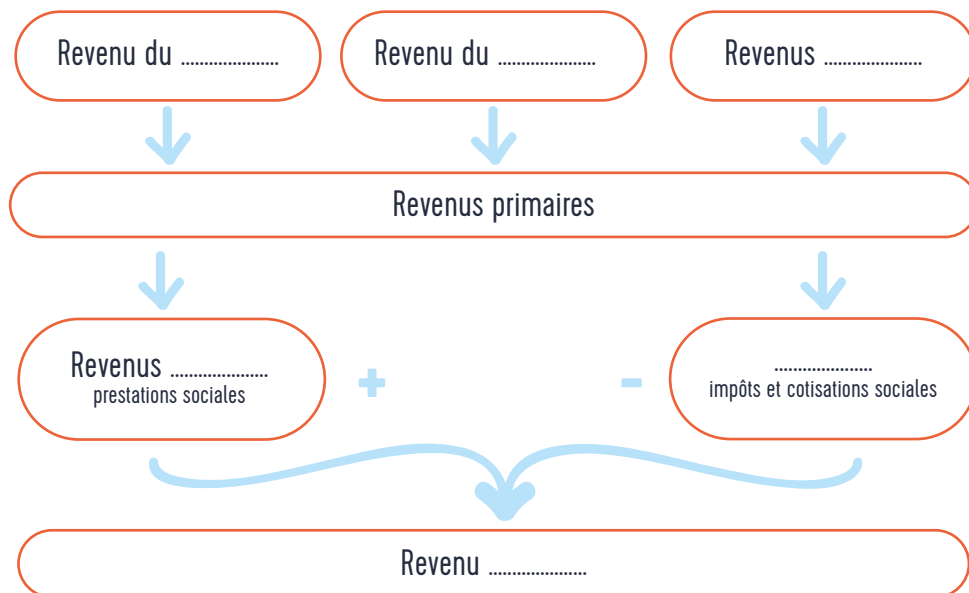 Revenu du .....................
Revenu du .....................
Revenus .....................
Revenus primaires
Revenus .....................
prestations sociales
+
-
.....................
impôts et cotisations sociales
Revenu .....................